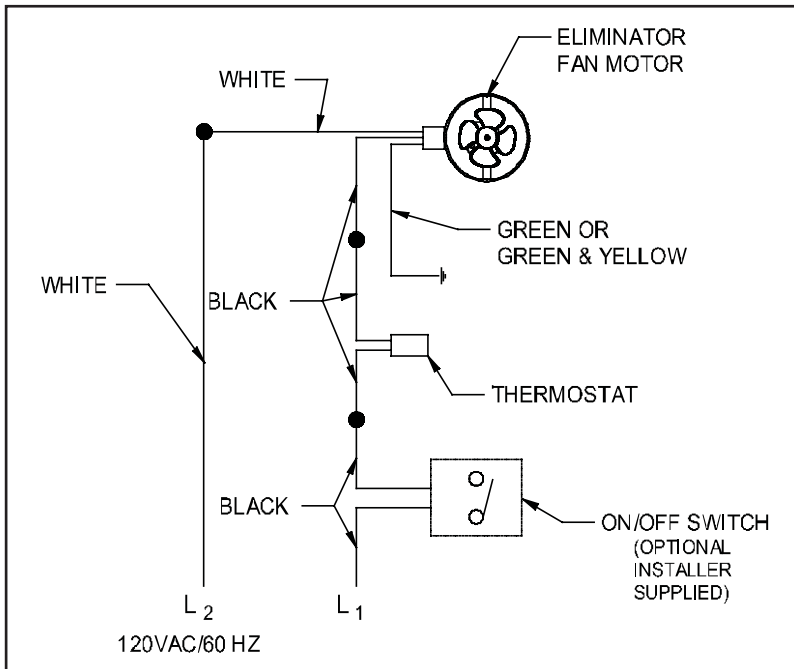 ELIMINATOR
FAN MOTOR
WHITE
GREEN OR
GREEN & YELLOW
WHITE
BLACK
THERMOSTAT
BLACK
ON/OFF SWITCH
(OPTIONAL
INSTALLER
SUPPLIED)
L2 L1
120VAC/60 HZ